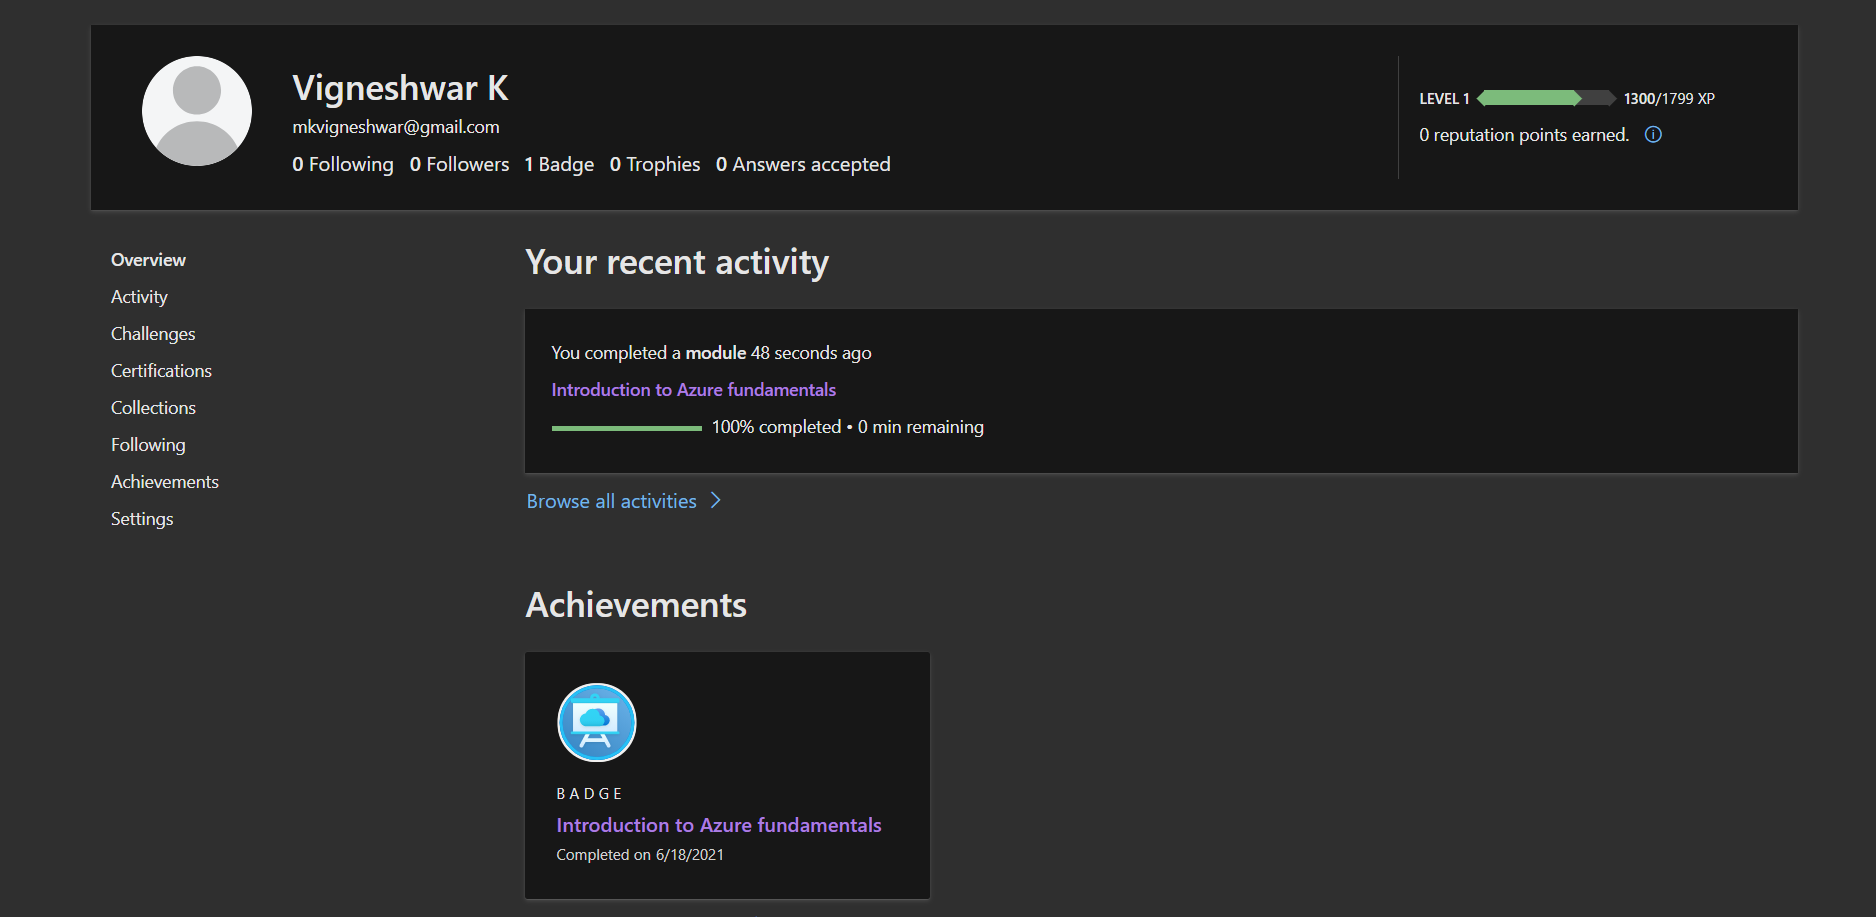 Vigneshwar K
mkvigneshwar@gmail.com
0 Following 0 Followers 1 Badge 0 Trophies 0 Answers accepted
LEVEL 1 1300/1799 XP
0 reputation points earned.
Overview
Activity
Challenges
Certifications
Collections
Following
Achievements
Settings
Your recent activity
You completed a module 48 seconds ago
Introduction to Azure fundamentals
100% completed • 0 min remaining
Browse all activities
Achievements
BADGE
Introduction to Azure fundamentals
Completed on 6/18/2021